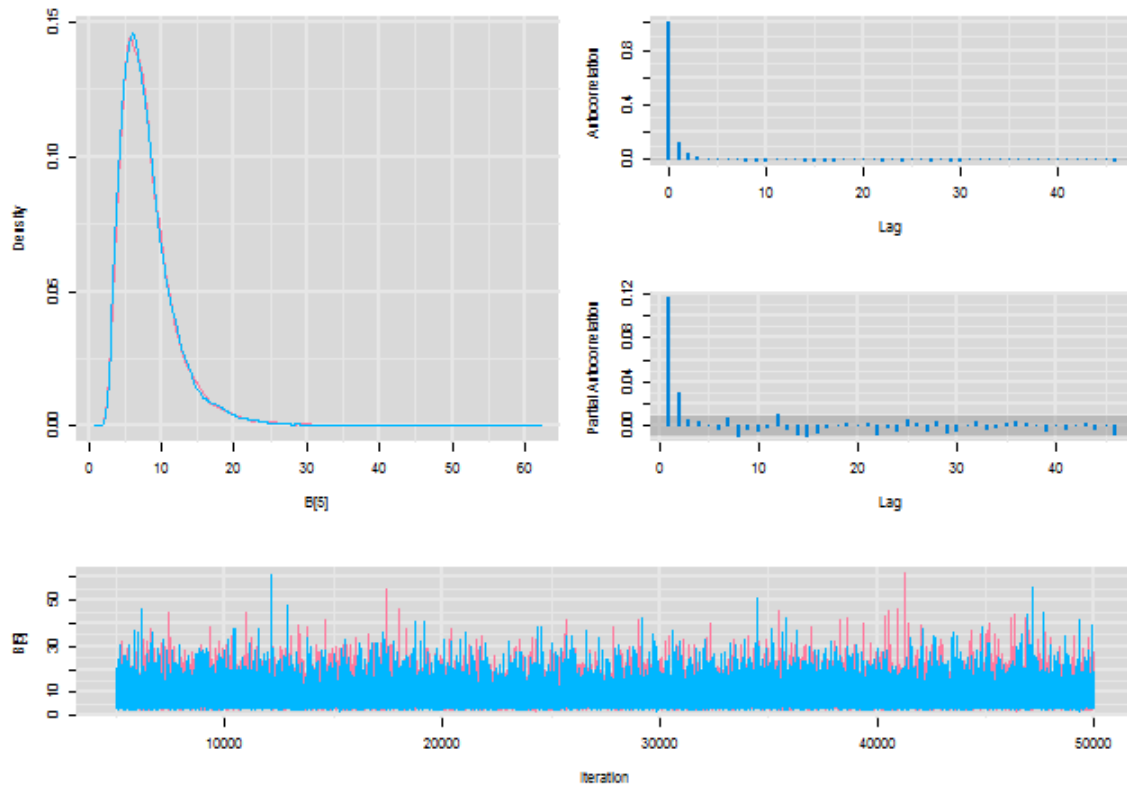 Density
0.00 0.05 0.10 0.15
0 10 20 30 40 50 60
B[5]
Autocorrelation
0.0 0.4 0.8
0 10 20 30 40
Lag
Partial Autocorrelation
0.00 0.04 0.08 0.12
0 10 20 30 40
Lag
B[5]
0 10 30 50
10000 20000 30000 40000 50000
Iteration